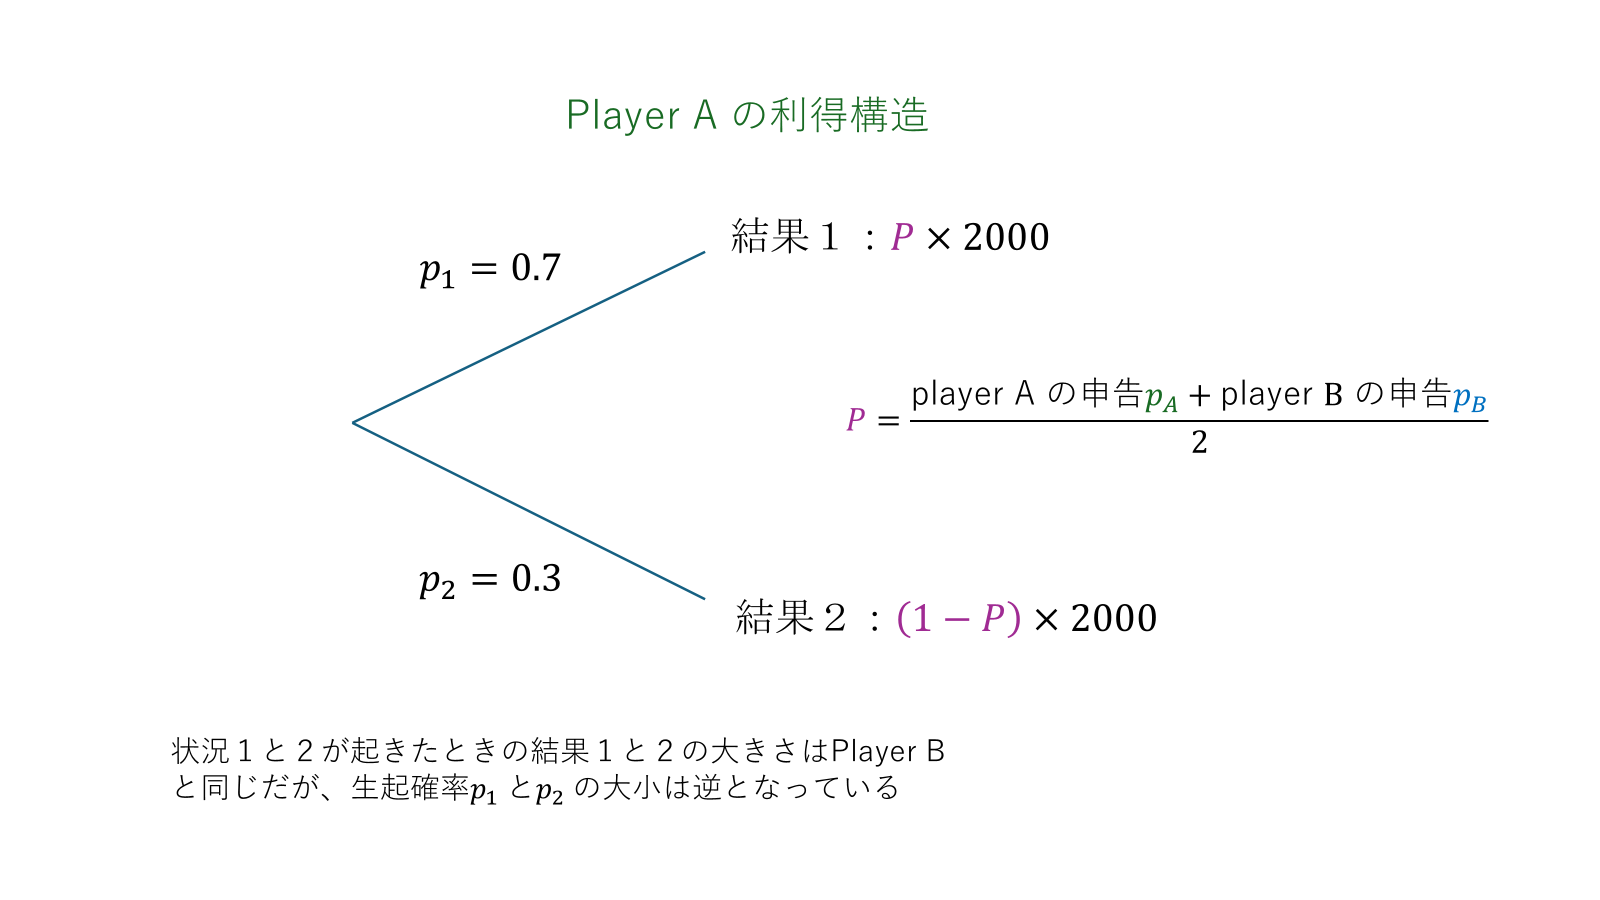 Player A の利得構造
結果１：P × 2000
p₁ = 0.7
P = (player A の申告p_A + player B の申告p_B) / 2
p₂ = 0.3
結果２：(1 − P) × 2000
状況１と２が起きたときの結果１と２の大きさはPlayer B
と同じだが、生起確率p₁ とp₂ の大小は逆となっている